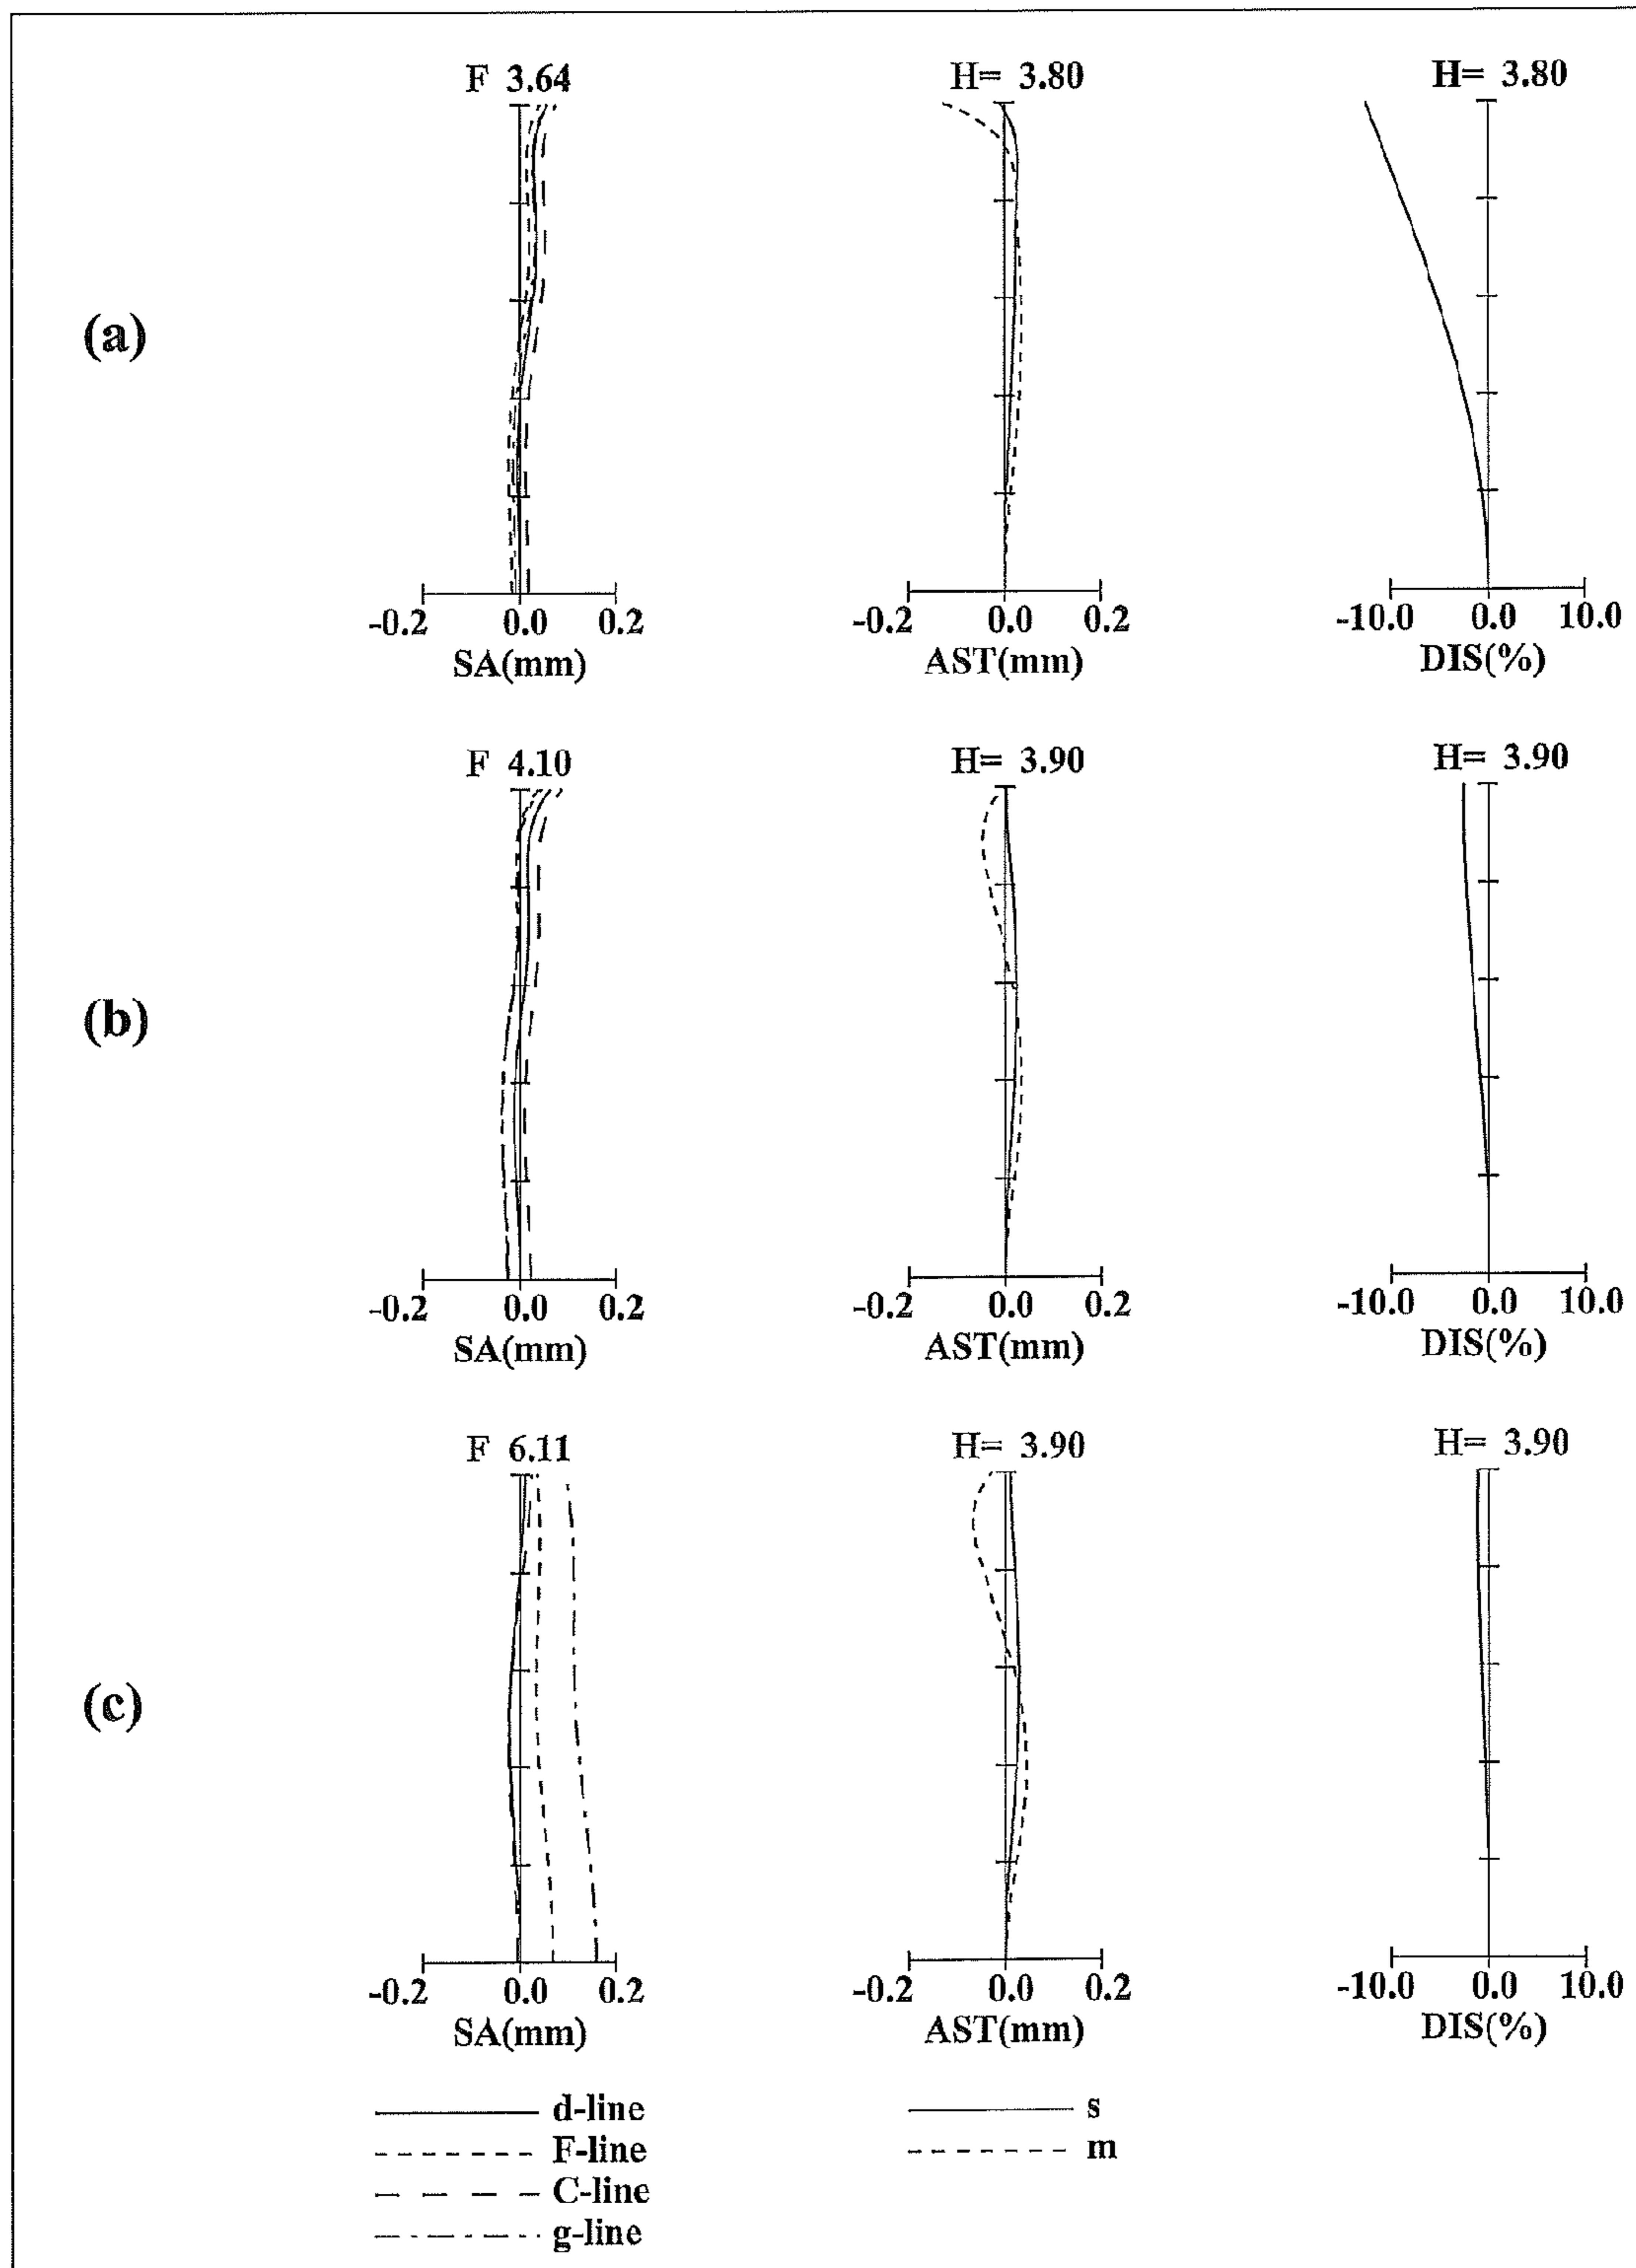 F 3.64 H= 3.80 H= 3.80
(a)
-0.2 0.0 0.2 -0.2 0.0 0.2 -10.0 0.0 10.0
SA(mm) AST(mm) DIS(%)
F 4.10 H= 3.90 H= 3.90
(b)
-0.2 0.0 0.2 -0.2 0.0 0.2 -10.0 0.0 10.0
SA(mm) AST(mm) DIS(%)
F 6.11 H= 3.90 H= 3.90
(c)
-0.2 0.0 0.2 -0.2 0.0 0.2 -10.0 0.0 10.0
SA(mm) AST(mm) DIS(%)
d-line s
F-line m
C-line
g-line